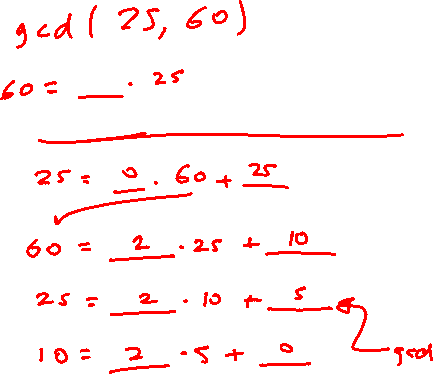 gcd(25, 60)
60 = __ . 25
25 = 0 . 60 + 25
60 = 2 . 25 + 10
25 = 2 . 10 + 5
10 = 2 . 5 + 0 gcd